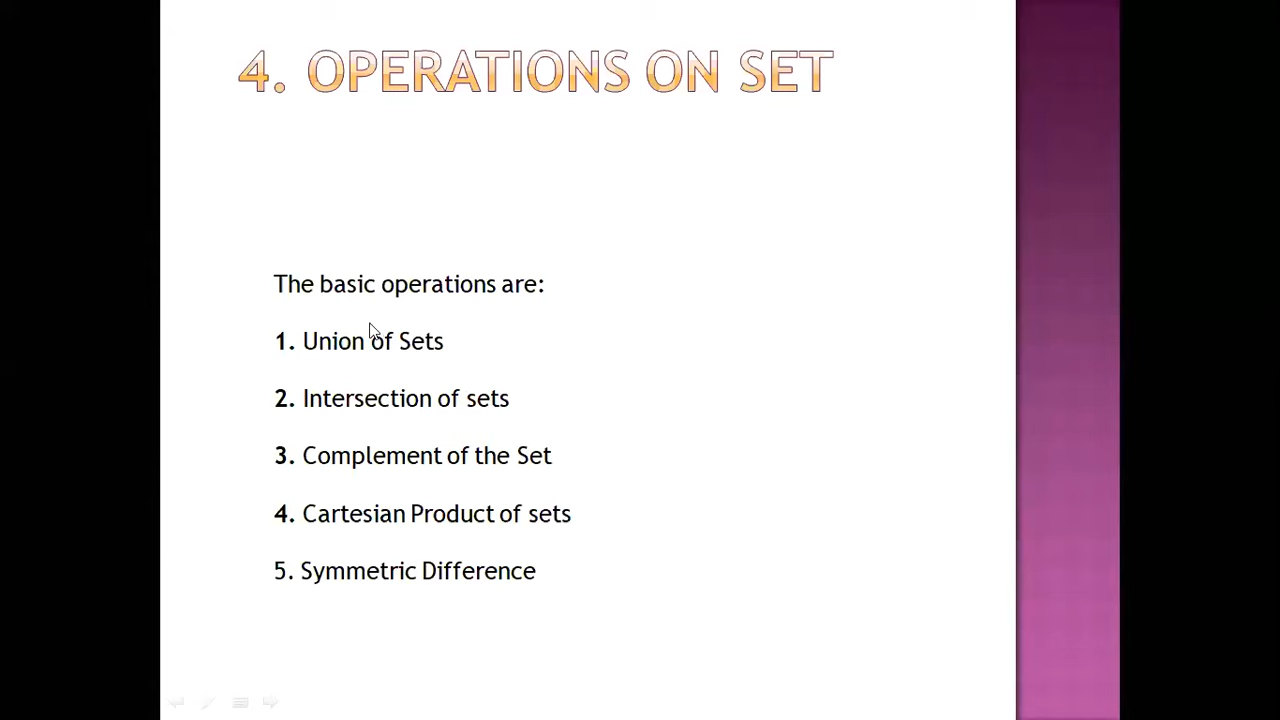 4. OPERATIONS ON SET
The basic operations are:
1. Union of Sets
2. Intersection of sets
3. Complement of the Set
4. Cartesian Product of sets
5. Symmetric Difference